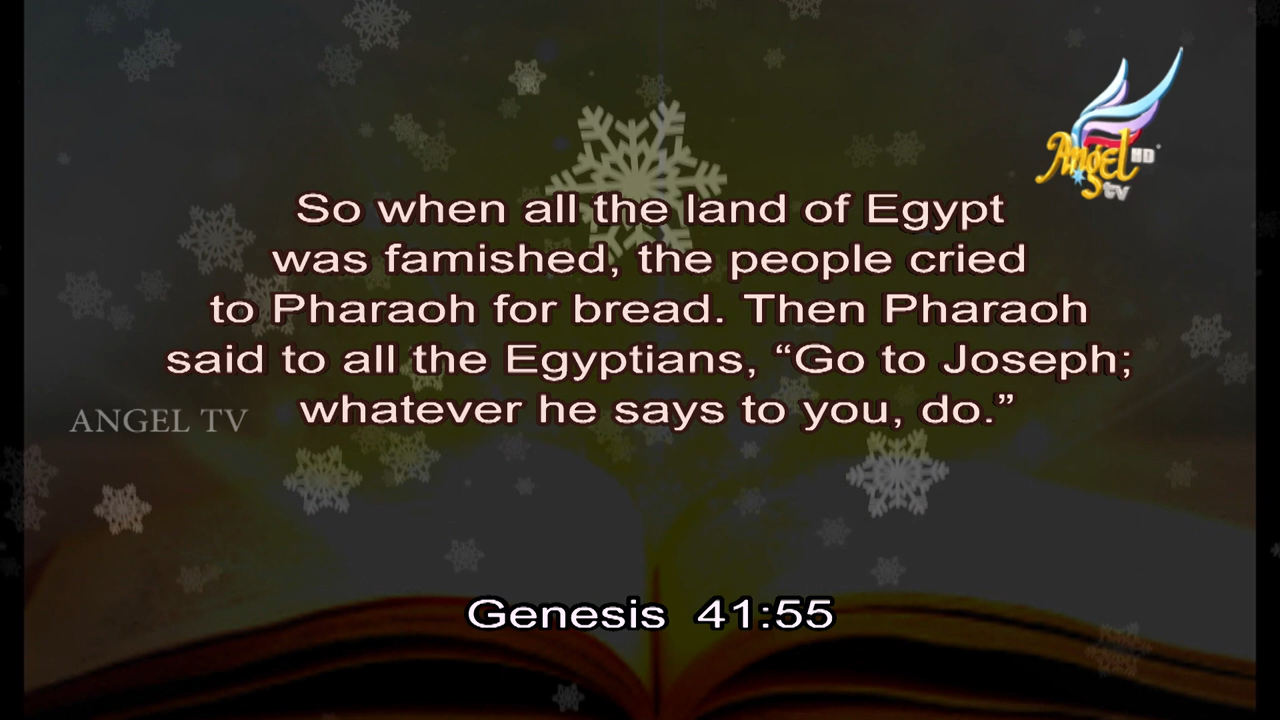 Angel HD
tv
So when all the land of Egypt
was famished, the people cried
to Pharaoh for bread. Then Pharaoh
said to all the Egyptians, “Go to Joseph;
whatever he says to you, do.”
ANGEL TV
Genesis 41:55